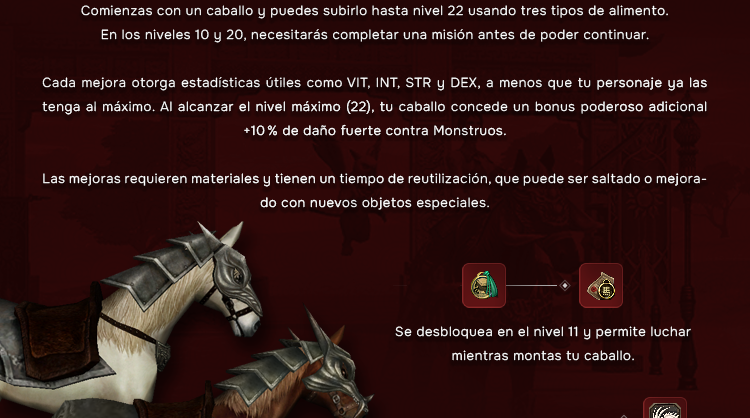 Comienzas con un caballo y puedes subirlo hasta nivel 22 usando tres tipos de alimento.
En los niveles 10 y 20, necesitarás completar una misión antes de poder continuar.
Cada mejora otorga estadísticas útiles como VIT, INT, STR y DEX, a menos que tu personaje ya las
tenga al máximo. Al alcanzar el nivel máximo (22), tu caballo concede un bonus poderoso adicional
+10 % de daño fuerte contra Monstruos.
Las mejoras requieren materiales y tienen un tiempo de reutilización, que puede ser saltado o mejora-
do con nuevos objetos especiales.
Se desbloquea en el nivel 11 y permite luchar
mientras montas tu caballo.